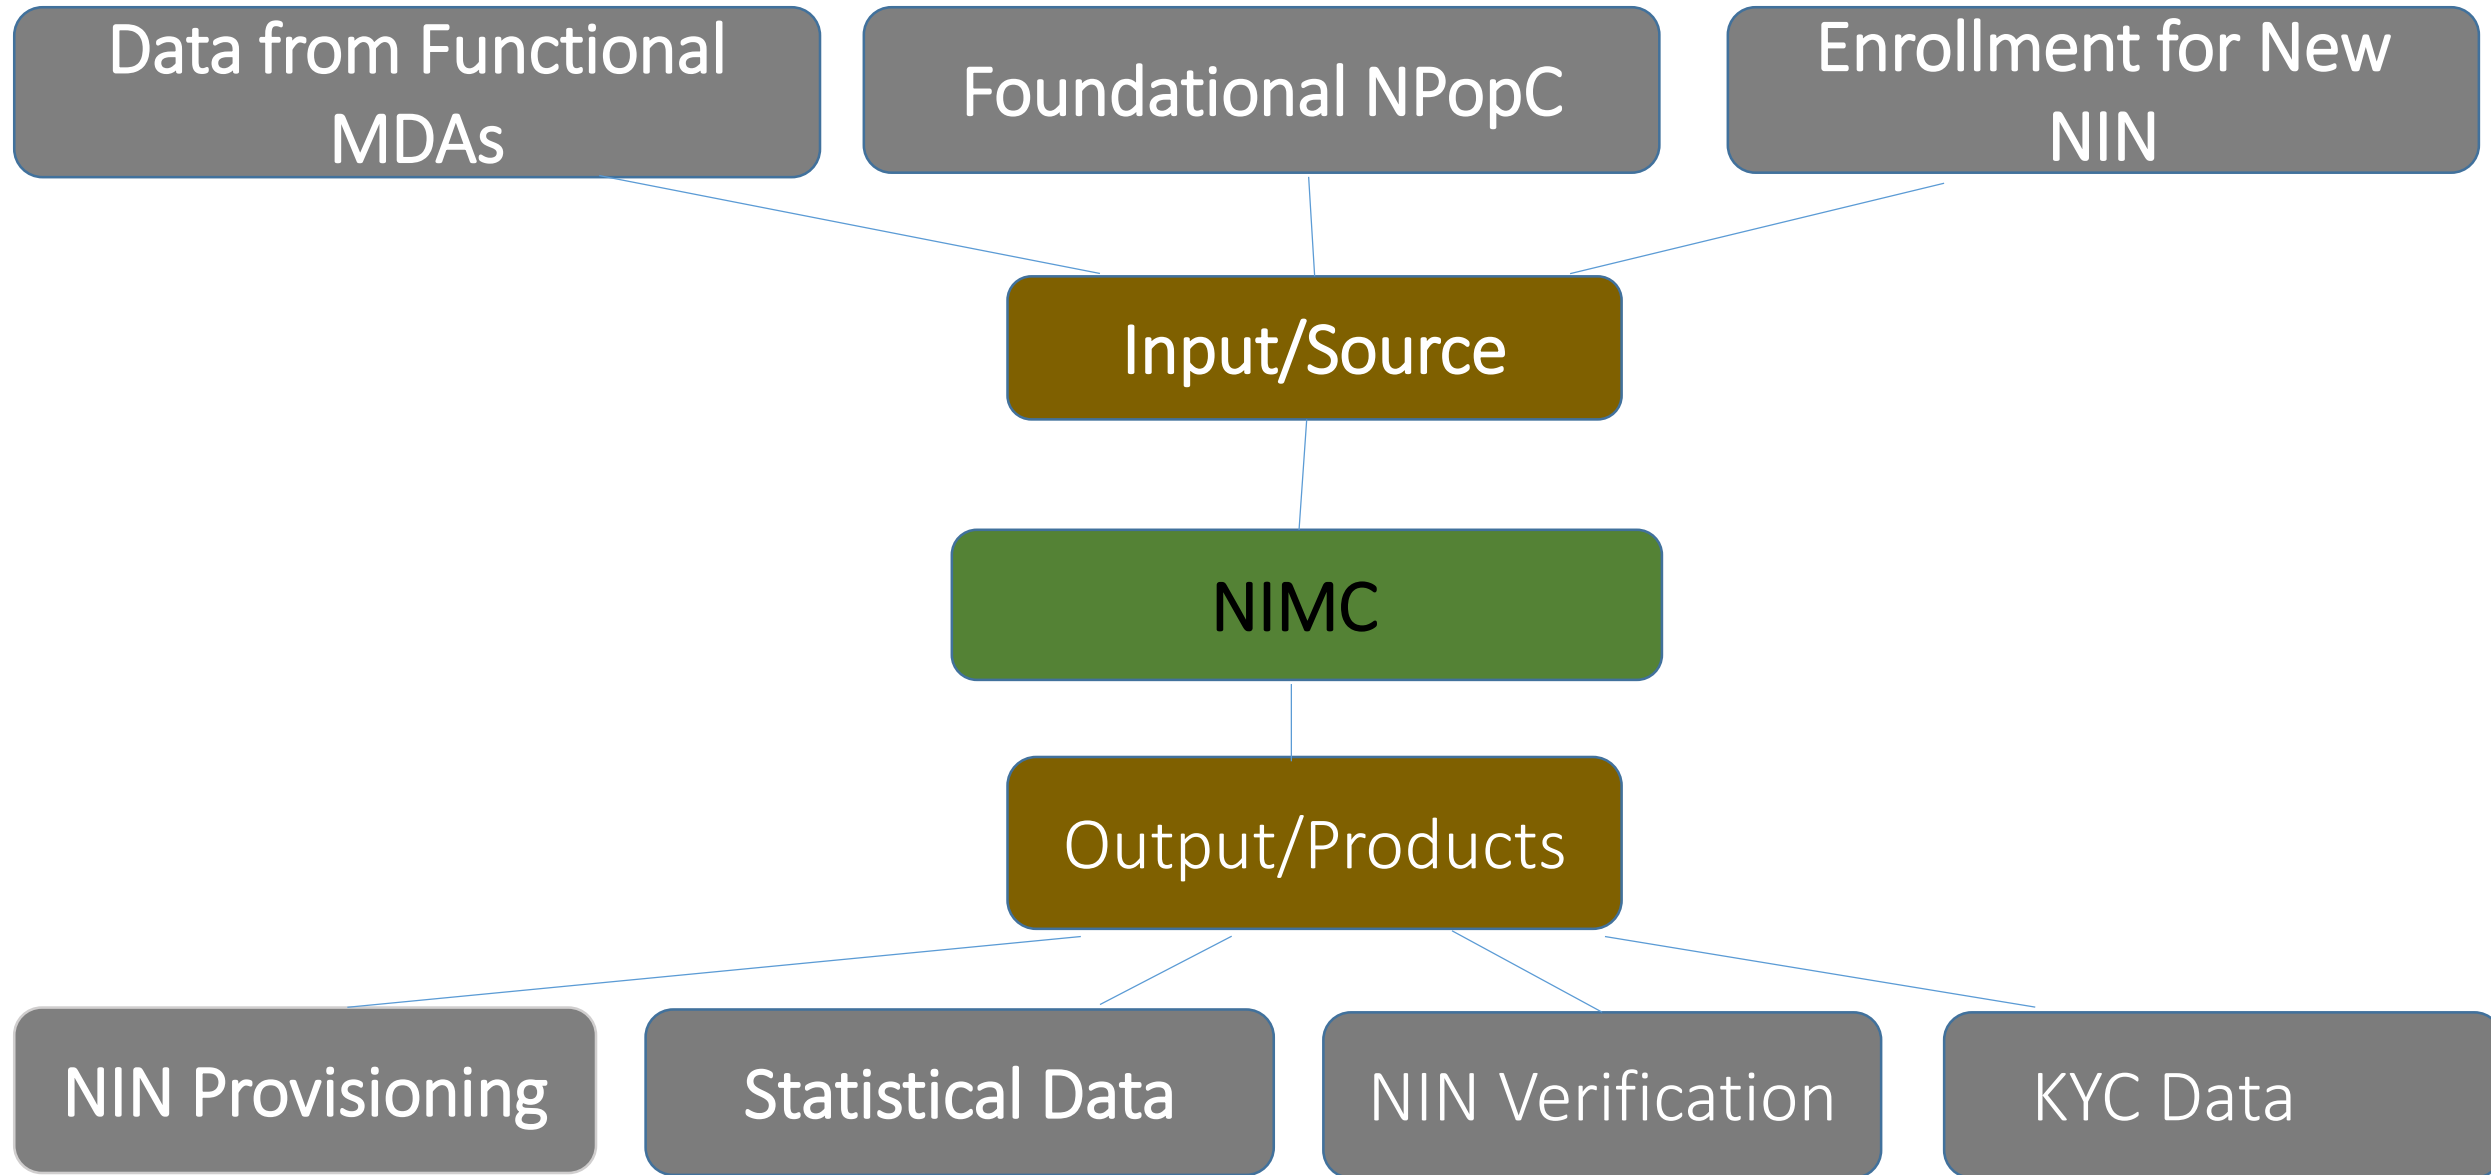 Data from Functional
MDAs
Foundational NPopC
Enrollment for New
NIN
Input/Source
NIMC
Output/Products
NIN Provisioning
Statistical Data
NIN Verification
KYC Data